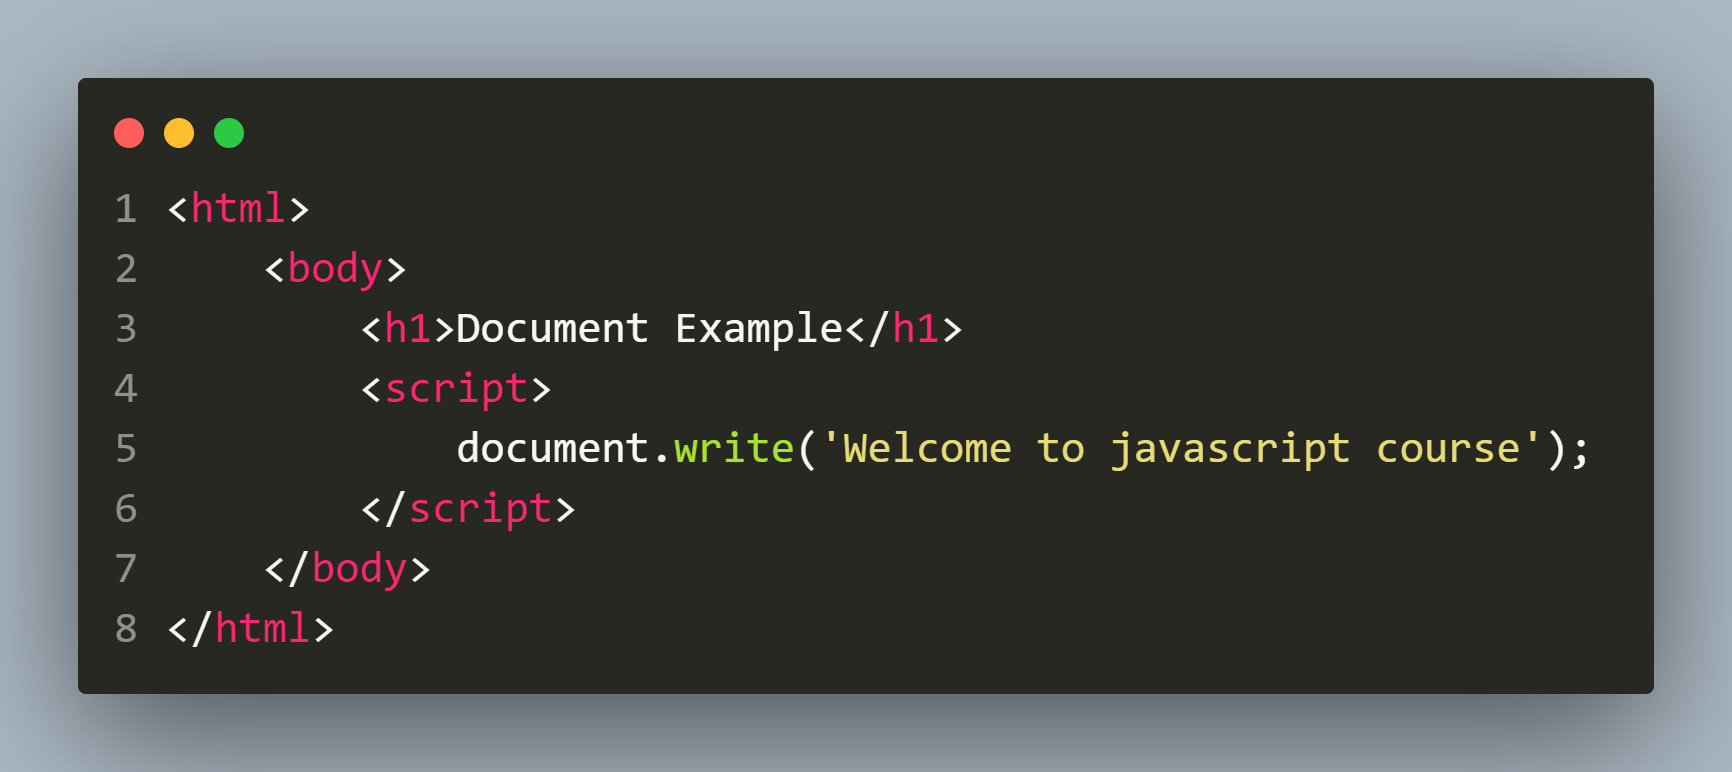 1 <html>
2     <body>
3         <h1>Document Example</h1>
4         <script>
5             document.write('Welcome to javascript course');
6         </script>
7     </body>
8 </html>